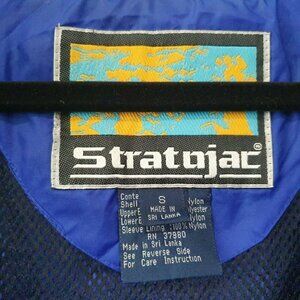 Stratojac®
S
MADE IN
SRI LANKA
Conte
Shell Nylon
Upper
Lower Nylon
Sleeve Lining :100% Nylon
RN 37980
Made in Sri Lanka
See Reverse Side
For Care Instruction